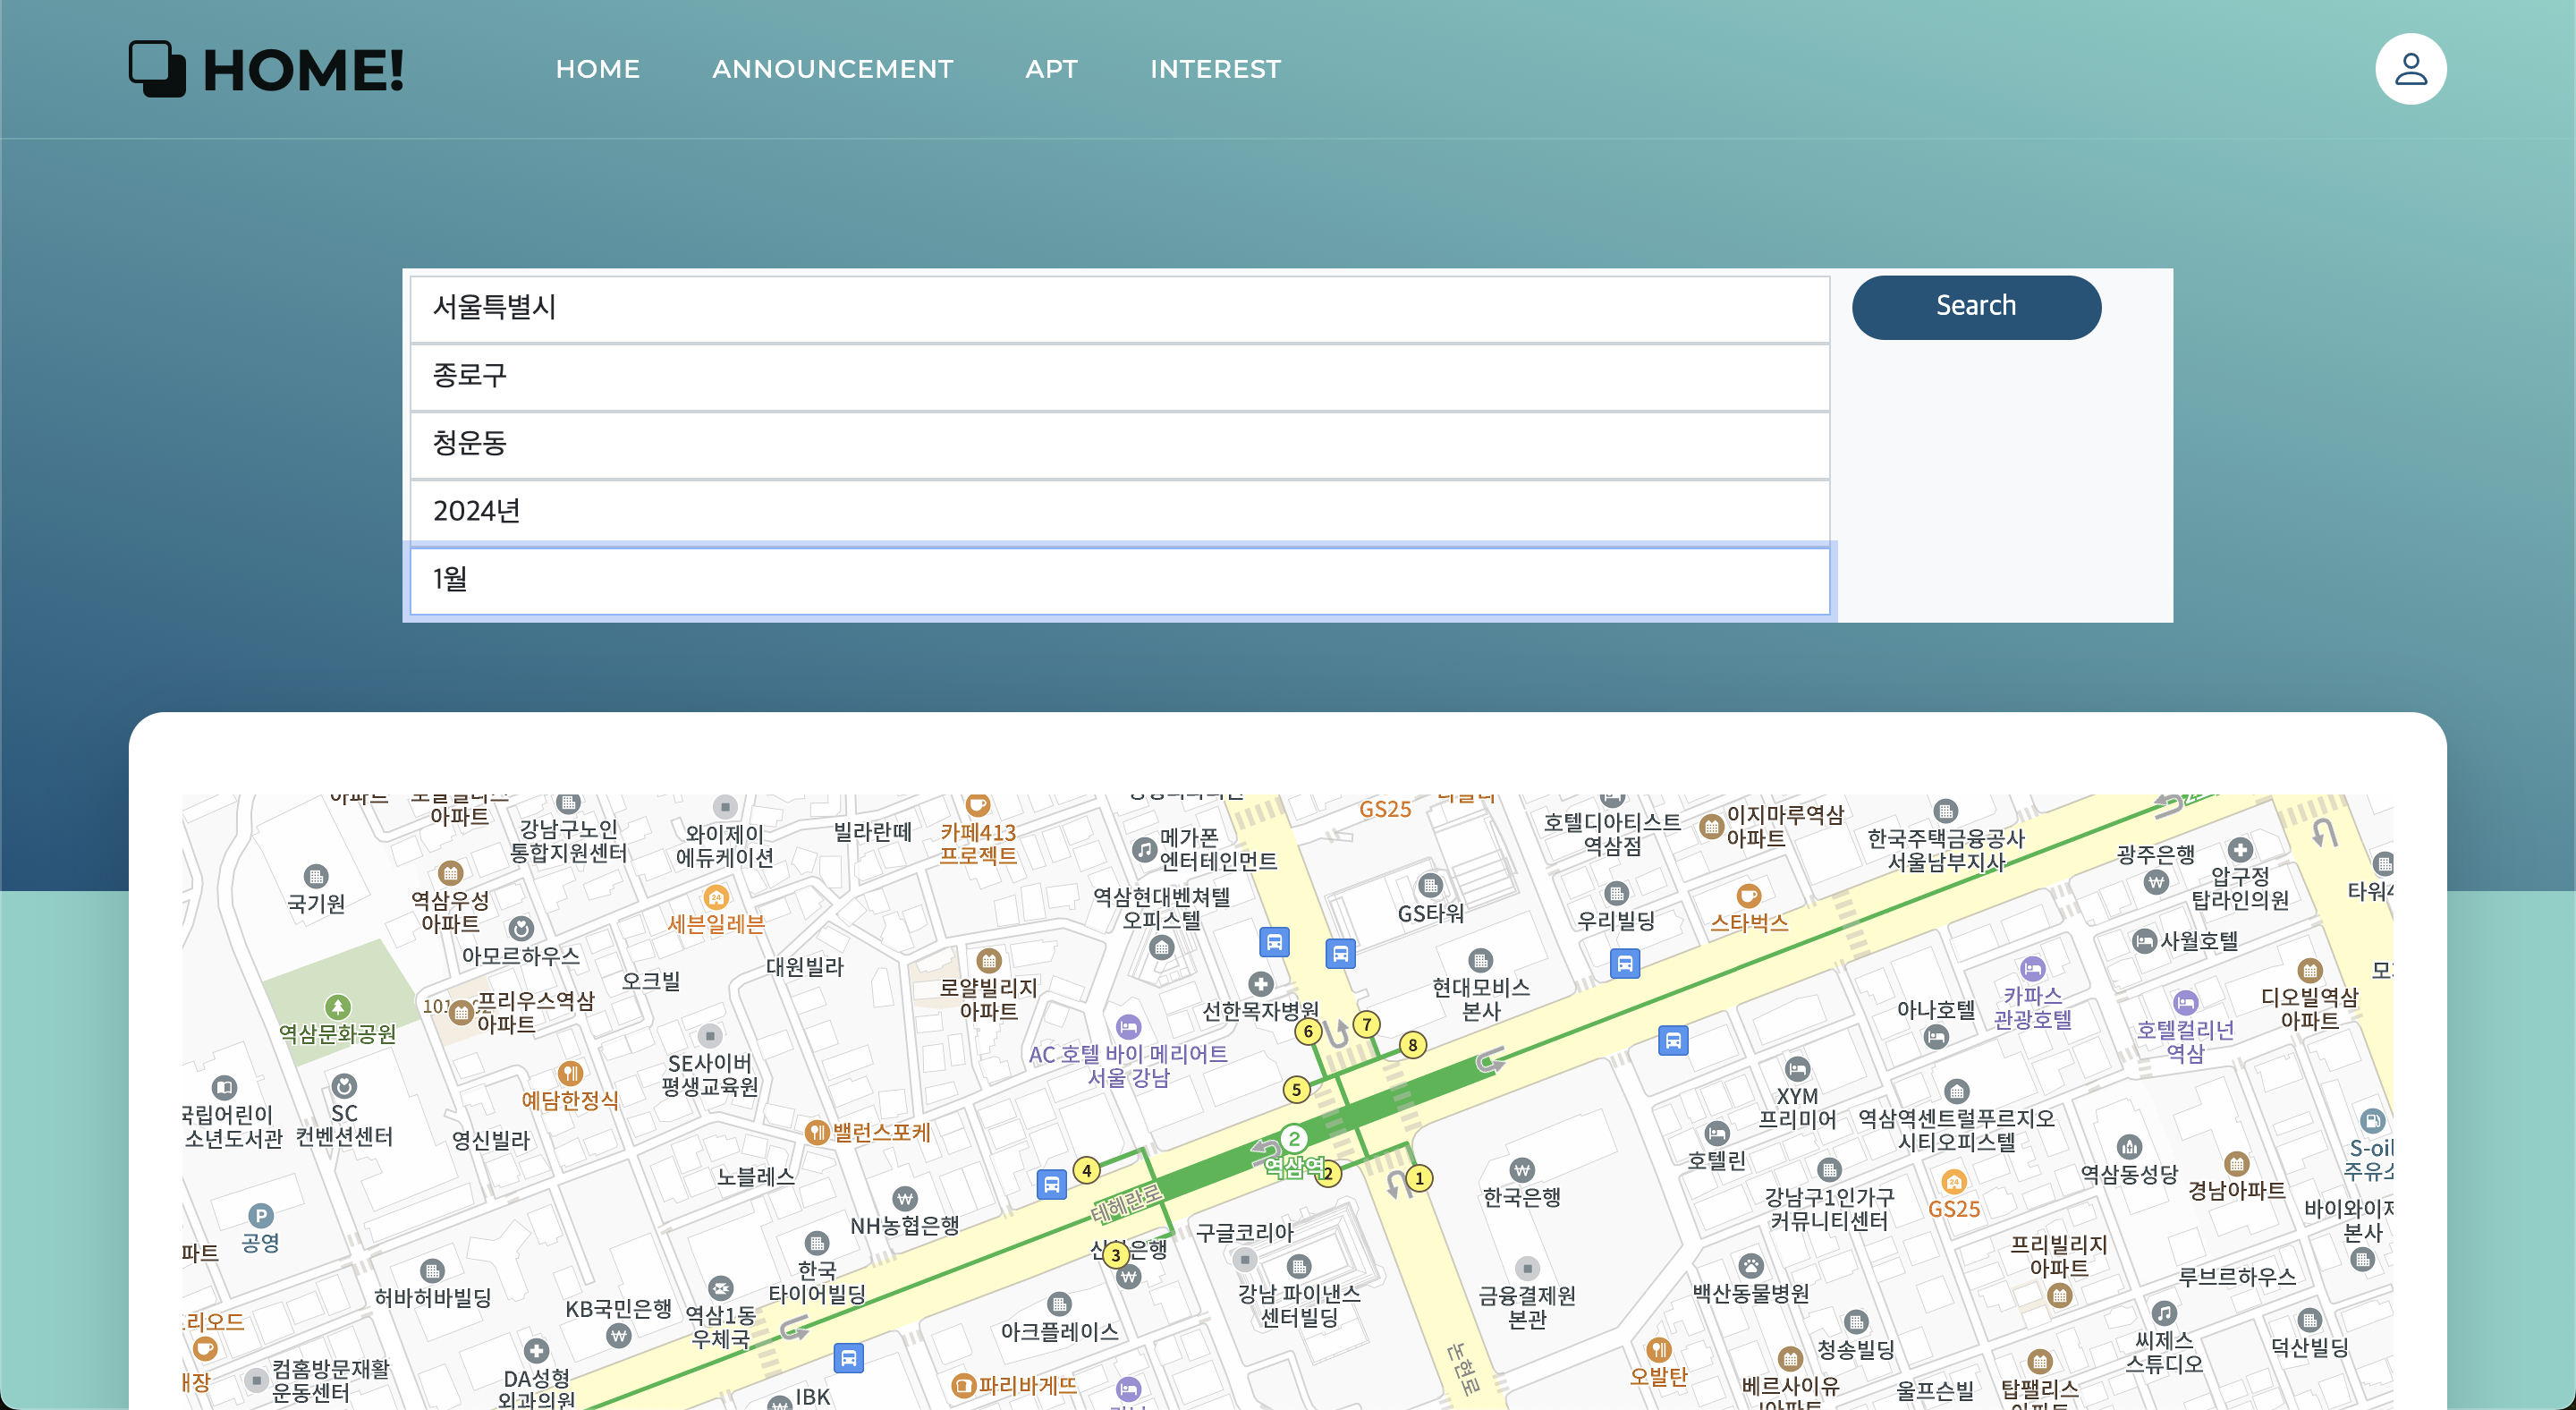 HOME!
HOME
ANNOUNCEMENT
APT
INTEREST
서울특별시
Search
종로구
청운동
2024년
1월
아파트
강남구노인
통합지원센터
와이제이
에듀케이션
빌라란떼
카페413
프로젝트
메가폰
엔터테인먼트
GS25
호텔디아티스트
역삼점
이지마루역삼
아파트
한국주택금융공사
서울남부지사
광주은행
압구정
탑라인의원
국기원
역삼우성
아파트
24
세븐일레븐
역삼현대벤쳐텔
오피스텔
GS타워
우리빌딩
스타벅스
아모르하우스
오크빌
대원빌라
로얄빌리지
아파트
선한목자병원
현대모비스
본사
사월호텔
카파스
관광호텔
아나호텔
호텔컬리넌
역삼
디오빌역삼
아파트
역삼문화공원
프리우스역삼
아파트
SE사이버
평생교육원
AC 호텔 바이 메리어트
서울 강남
6
7
8
5
XYM
프리미어
역삼역센트럴푸르지오
시티오피스텔
SC
컨벤션센터
예담한정식
영신빌라
밸런스포케
노블레스
4
2
역삼역
2
1
테헤란로
3
호텔린
한국은행
강남구1인가구
커뮤니티센터
24
GS25
역삼동성당
경남아파트
S-oil
P
공영
NH농협은행
한국
타이어빌딩
구글코리아
강남 파이낸스
센터빌딩
금융결제원
본관
백산동물병원
프리빌리지
아파트
루브르하우스
본사
허바허바빌딩
KB국민은행
역삼1동
우체국
아크플레이스
논현로
오발탄
청송빌딩
씨제스
스튜디오
덕산빌딩
컴홈방문재활
운동센터
DA성형
외과의원
IBK
파리바게뜨
베르사이유
울프슨빌
탑팰리스